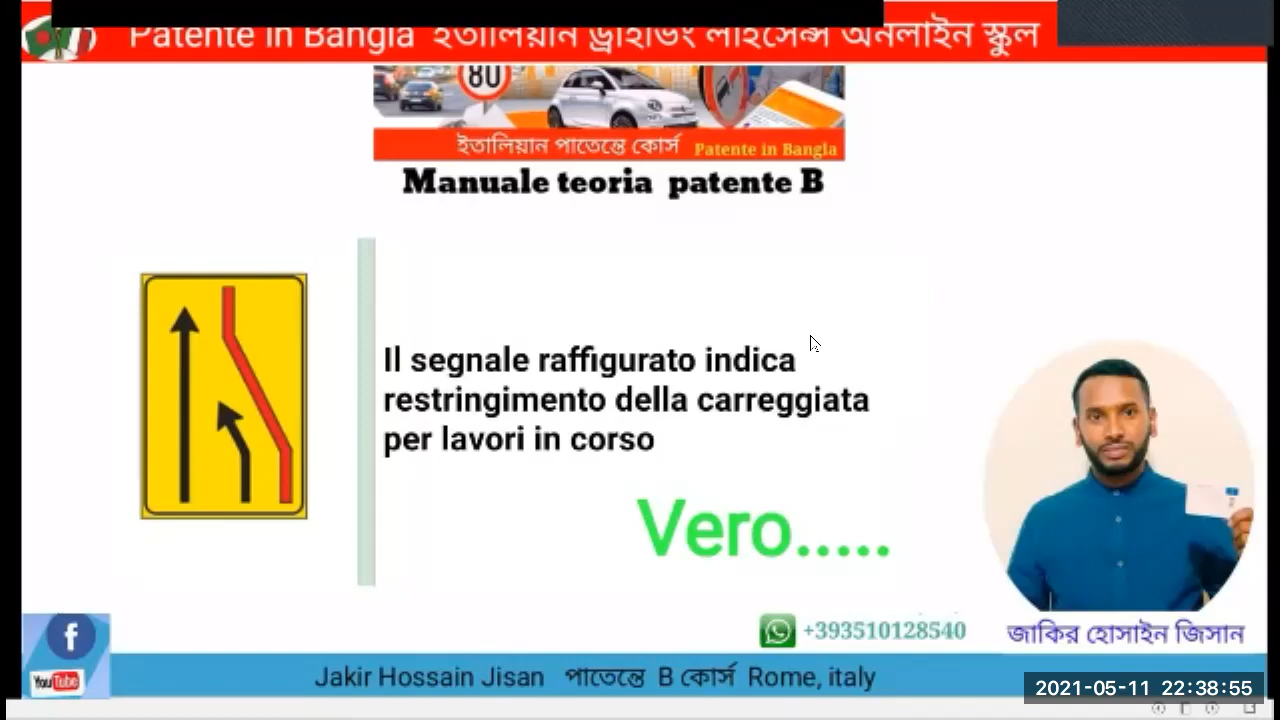 Patente in Bangla ইতালিয়ান ড্রাইভিং লাইসেন্স অনলাইন স্কুল
80
ইতালিয়ান পাতেন্তে কোর্স Patente in Bangla
Manuale teoria patente B
Il segnale raffigurato indica
restringimento della carreggiata
per lavori in corso
Vero.....
+393510128540
জাকির হোসাইন জিসান
f
YouTube
Jakir Hossain Jisan পাতেন্তে B কোর্স Rome, italy
2021-05-11 22:38:55